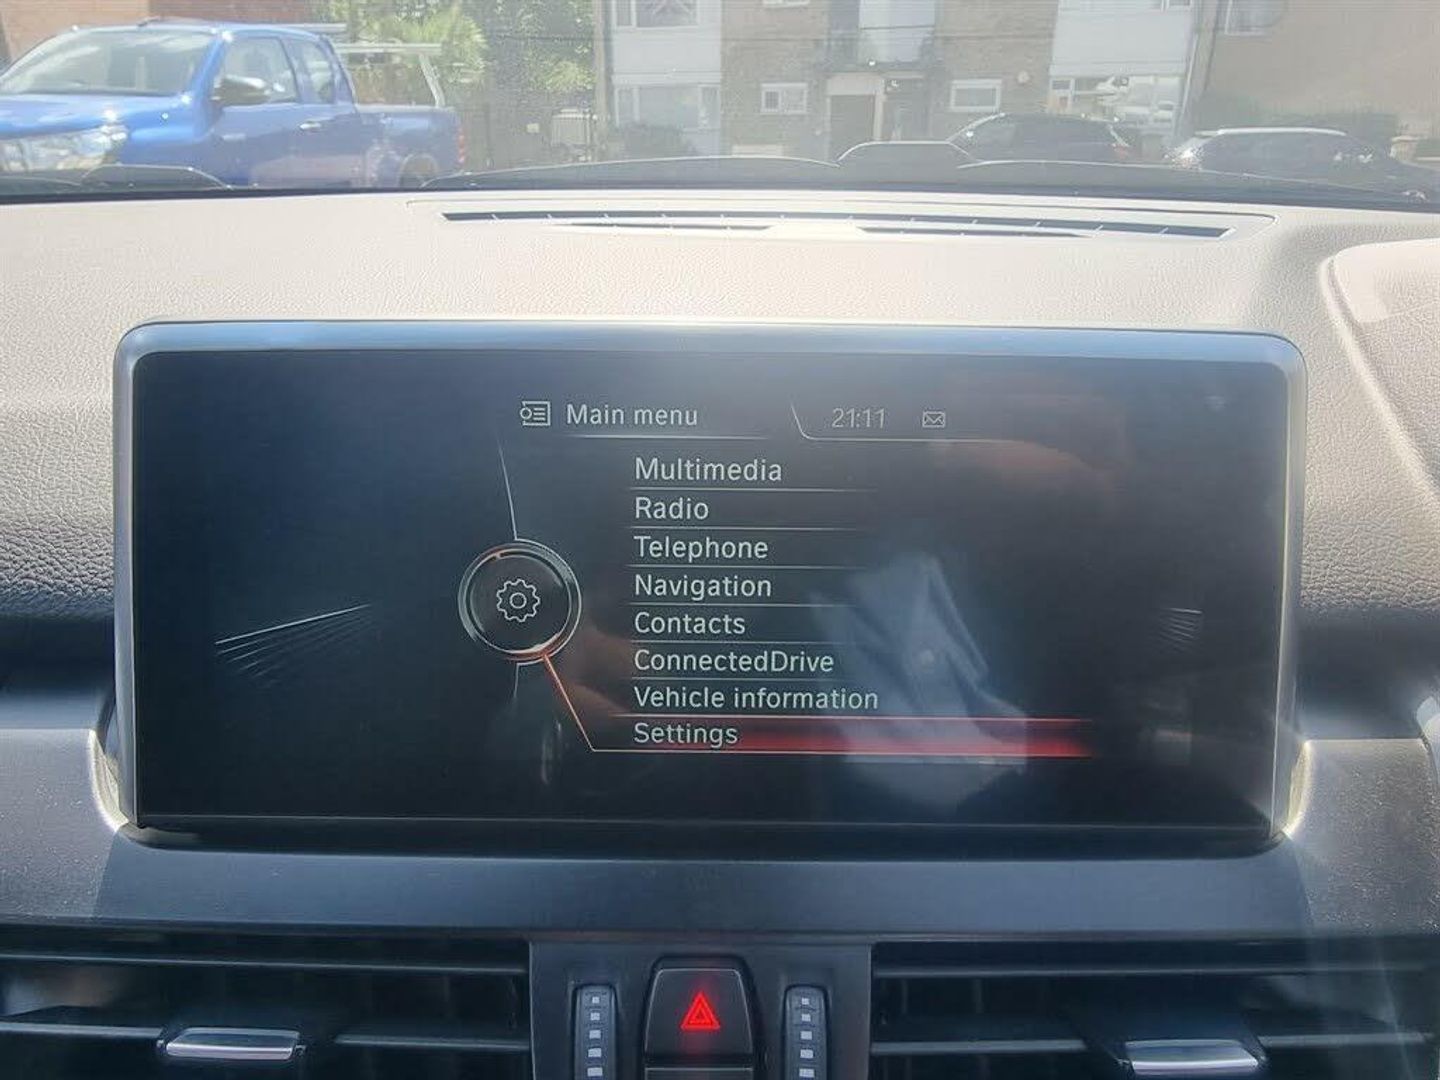 Main menu
21:11
Multimedia
Radio
Telephone
Navigation
Contacts
ConnectedDrive
Vehicle information
Settings